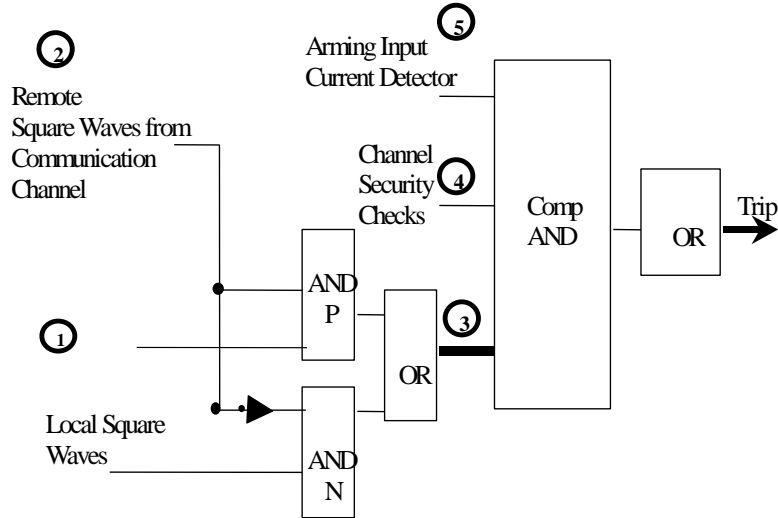 5
Arming Input
Current Detector
2
Remote
Square Waves from
Communication
Channel
Channel
Security
Checks
4
Comp
AND
OR
Trip
AND
P
1
3
OR
Local Square
Waves
AND
N